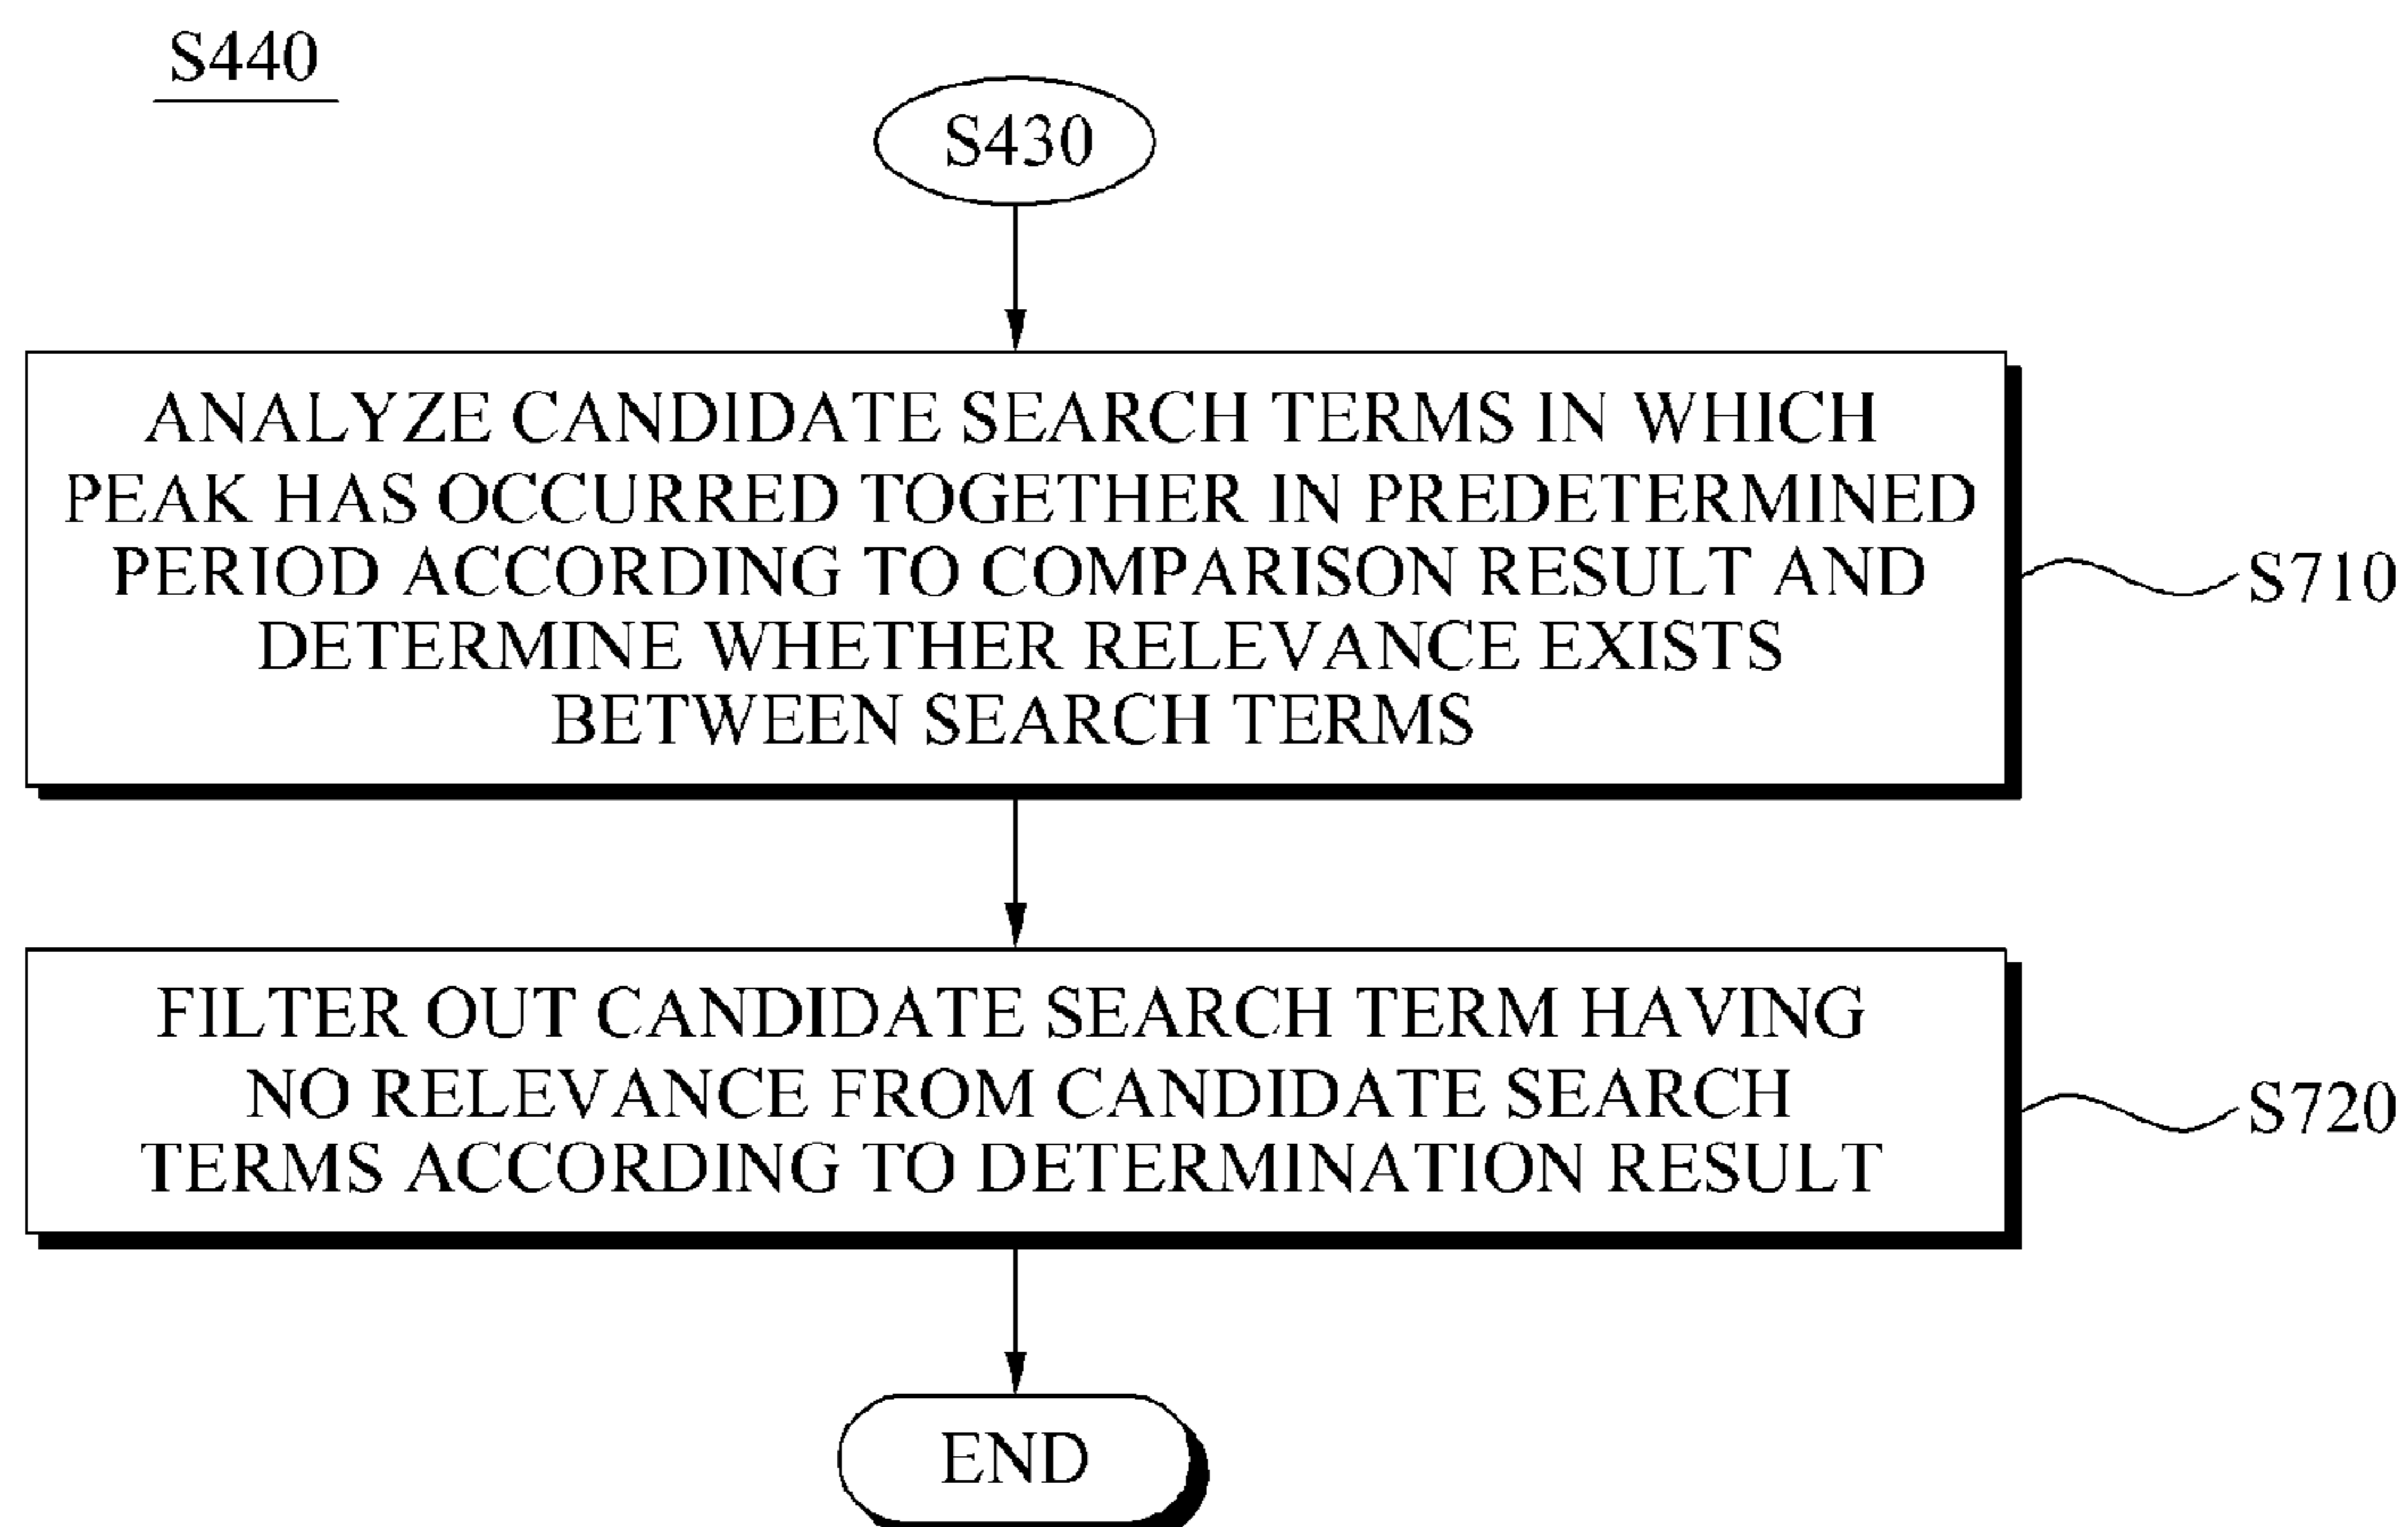 S440
S430
ANALYZE CANDIDATE SEARCH TERMS IN WHICH
PEAK HAS OCCURRED TOGETHER IN PREDETERMINED
PERIOD ACCORDING TO COMPARISON RESULT AND
DETERMINE WHETHER RELEVANCE EXISTS
BETWEEN SEARCH TERMS
S710
FILTER OUT CANDIDATE SEARCH TERM HAVING
NO RELEVANCE FROM CANDIDATE SEARCH
TERMS ACCORDING TO DETERMINATION RESULT
S720
END